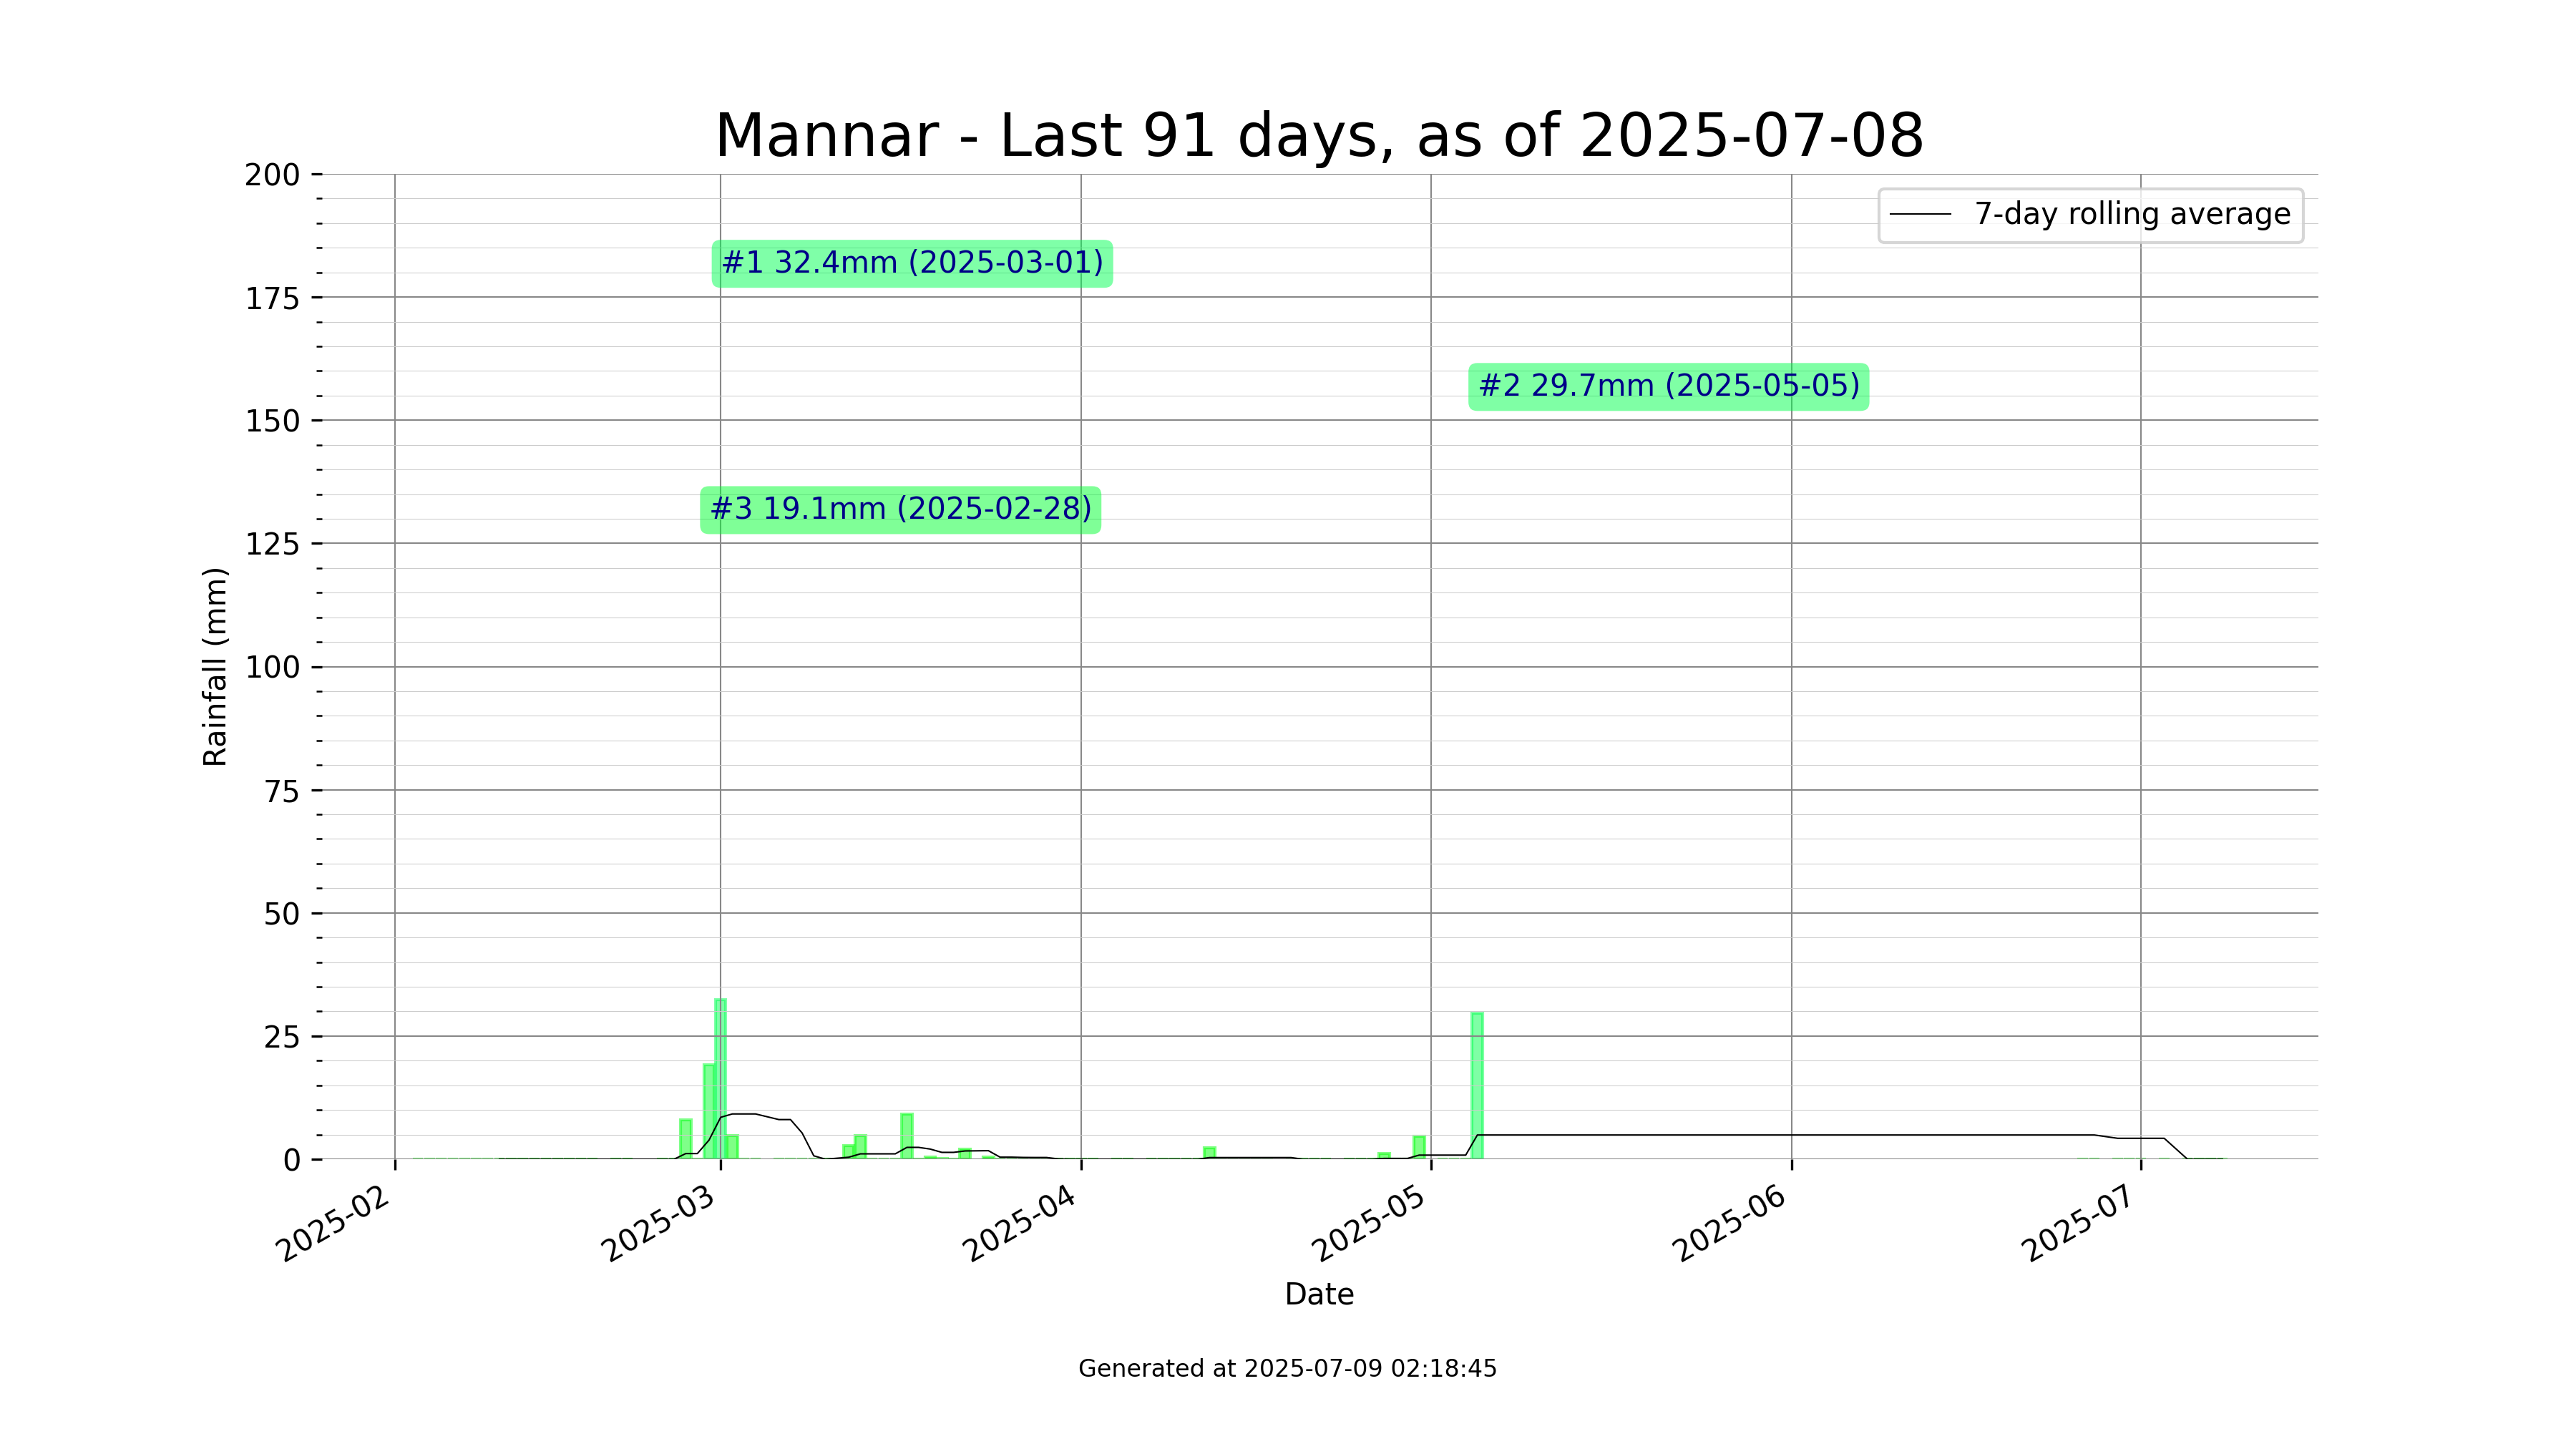 Mannar - Last 91 days, as of 2025-07-08
7-day rolling average
#1 32.4mm (2025-03-01)
#2 29.7mm (2025-05-05)
#3 19.1mm (2025-02-28)
Rainfall (mm)
200
175
150
125
100
75
50
25
0
2025-02
2025-03
2025-04
2025-05
2025-06
2025-07
Date
Generated at 2025-07-09 02:18:45